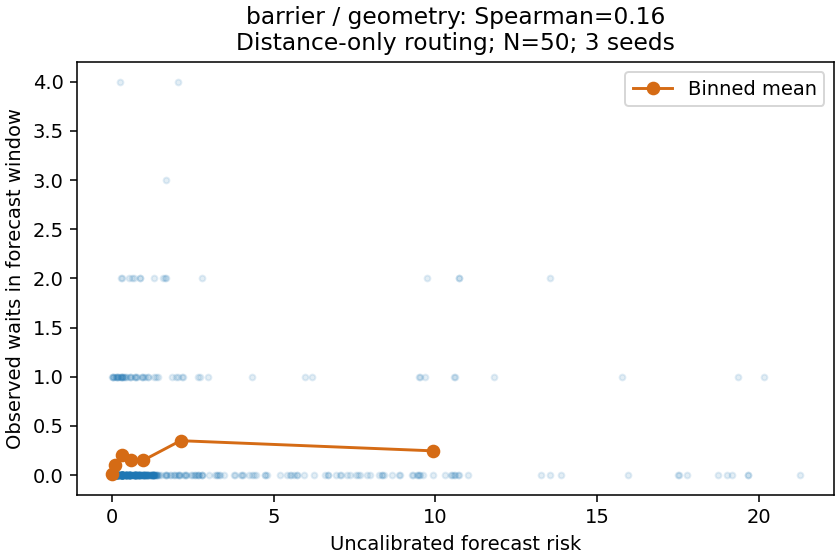 barrier / geometry: Spearman=0.16
Distance-only routing; N=50; 3 seeds
Binned mean
Observed waits in forecast window
4.0
3.5
3.0
2.5
2.0
1.5
1.0
0.5
0.0
0 5 10 15 20
Uncalibrated forecast risk